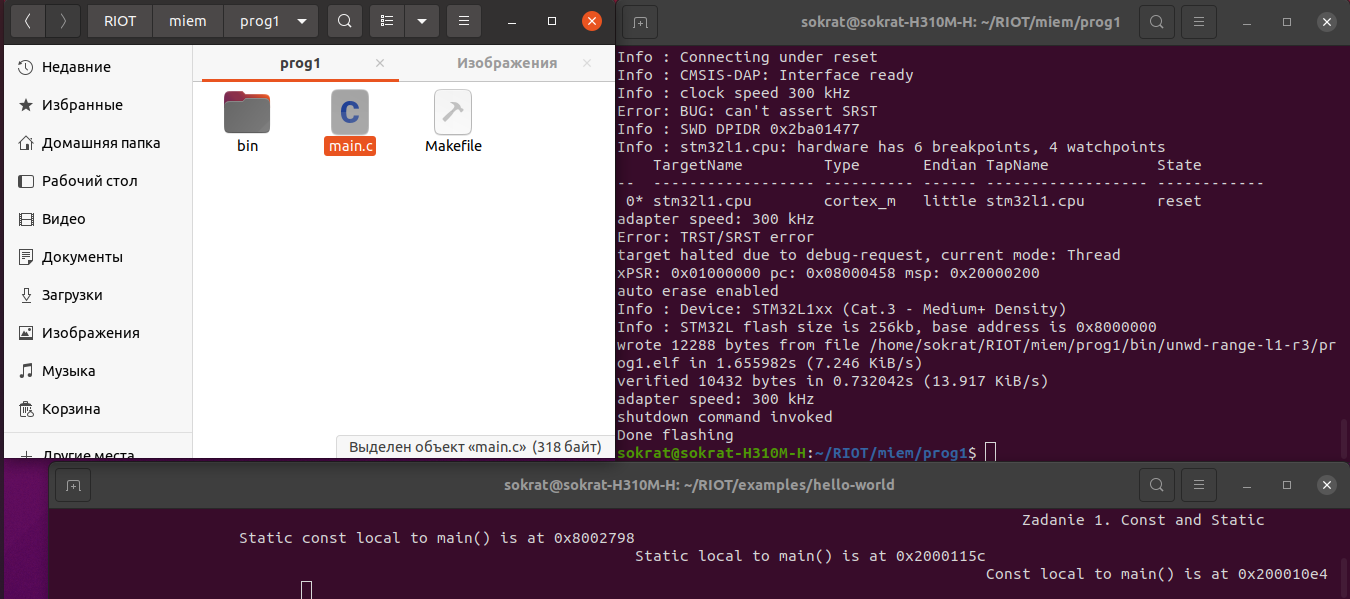 RIOT miem prog1
prog1 Изображения
Недавние
Избранные
Домашняя папка
Рабочий стол
Видео
Документы
Загрузки
Изображения
Музыка
Корзина
Другие места
bin main.c Makefile
Выделен объект «main.c» (318 байт)
sokrat@sokrat-H310M-H: ~/RIOT/miem/prog1
Info : Connecting under reset
Info : CMSIS-DAP: Interface ready
Info : clock speed 300 kHz
Error: BUG: can't assert SRST
Info : SWD DPIDR 0x2ba01477
Info : stm32l1.cpu: hardware has 6 breakpoints, 4 watchpoints
    TargetName         Type       Endian TapName            State
--  ------------------ ---------- ------ ------------------ ------------
 0* stm32l1.cpu        cortex_m   little stm32l1.cpu        reset
adapter speed: 300 kHz
Error: TRST/SRST error
target halted due to debug-request, current mode: Thread
xPSR: 0x01000000 pc: 0x08000458 msp: 0x20000200
auto erase enabled
Info : Device: STM32L1xx (Cat.3 - Medium+ Density)
Info : STM32L flash size is 256kb, base address is 0x8000000
wrote 12288 bytes from file /home/sokrat/RIOT/miem/prog1/bin/unwd-range-l1-r3/pr
og1.elf in 1.655982s (7.246 KiB/s)
verified 10432 bytes in 0.732042s (13.917 KiB/s)
adapter speed: 300 kHz
shutdown command invoked
Done flashing
sokrat@sokrat-H310M-H:~/RIOT/miem/prog1$
sokrat@sokrat-H310M-H: ~/RIOT/examples/hello-world
Zadanie 1. Const and Static
Static const local to main() is at 0x8002798
Static local to main() is at 0x2000115c
Const local to main() is at 0x200010e4